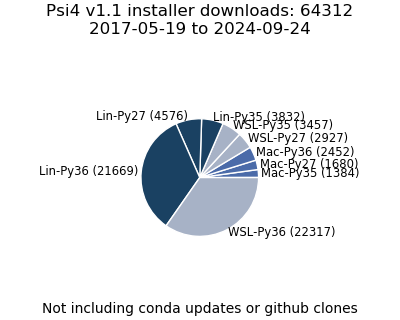 Psi4 v1.1 installer downloads: 64312
2017-05-19 to 2024-09-24
Lin-Py27 (4576)
Lin-Py35 (3832)
WSL-Py35 (3457)
WSL-Py27 (2927)
Mac-Py36 (2452)
Mac-Py27 (1680)
Mac-Py35 (1384)
Lin-Py36 (21669)
WSL-Py36 (22317)
Not including conda updates or github clones